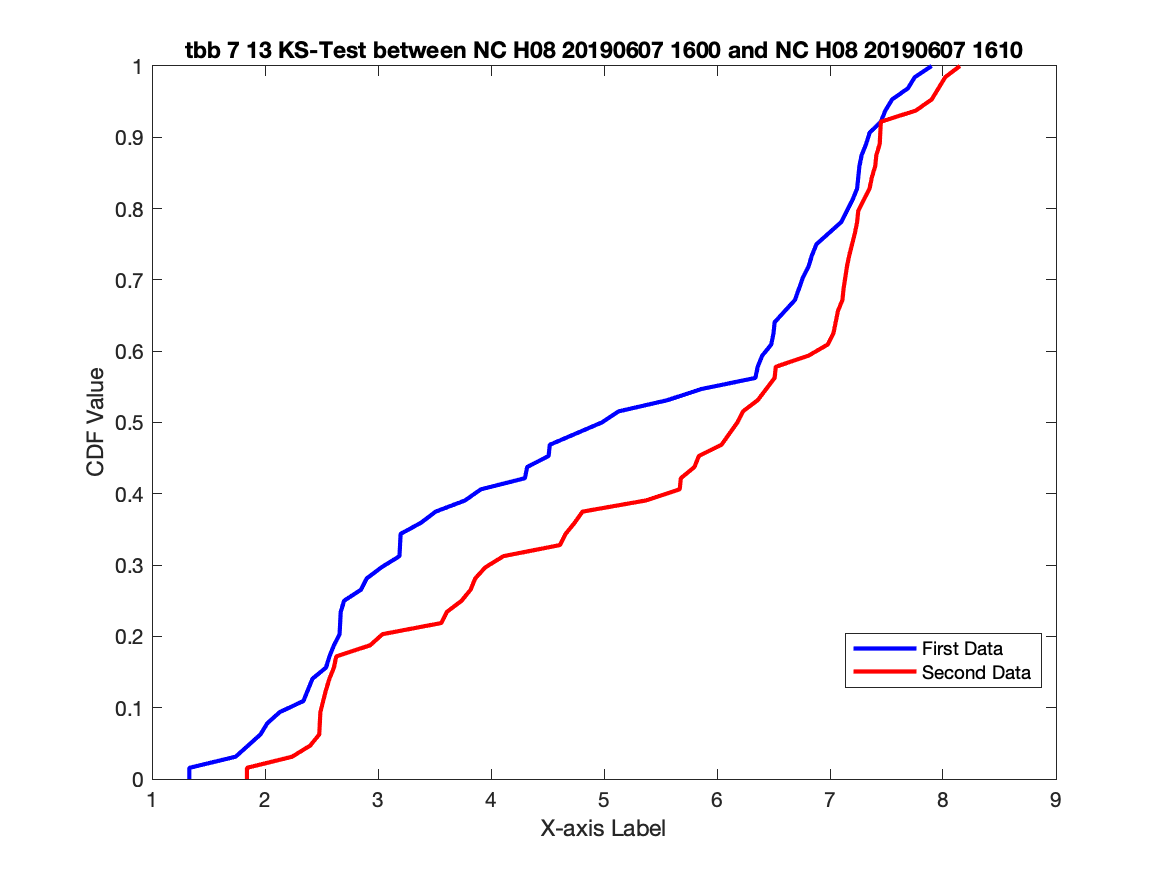 tbb 7 13 KS-Test between NC H08 20190607 1600 and NC H08 20190607 1610
1
0.9
0.8
0.7
0.6
0.5
0.4
0.3
0.2
0.1
0
CDF Value
First Data
Second Data
1 2 3 4 5 6 7 8 9
X-axis Label